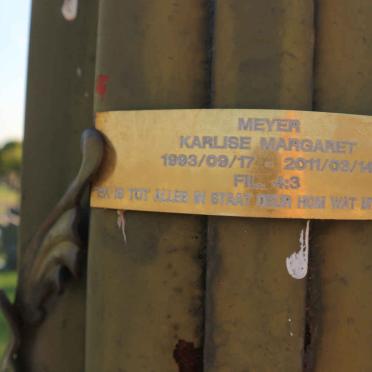 MEYER
KARLISE MARGARET
1993/09/17 - 2011/03/14
FIL. 4:3
EK IS TOT ALLES IN STAAT DEUR HOM WAT